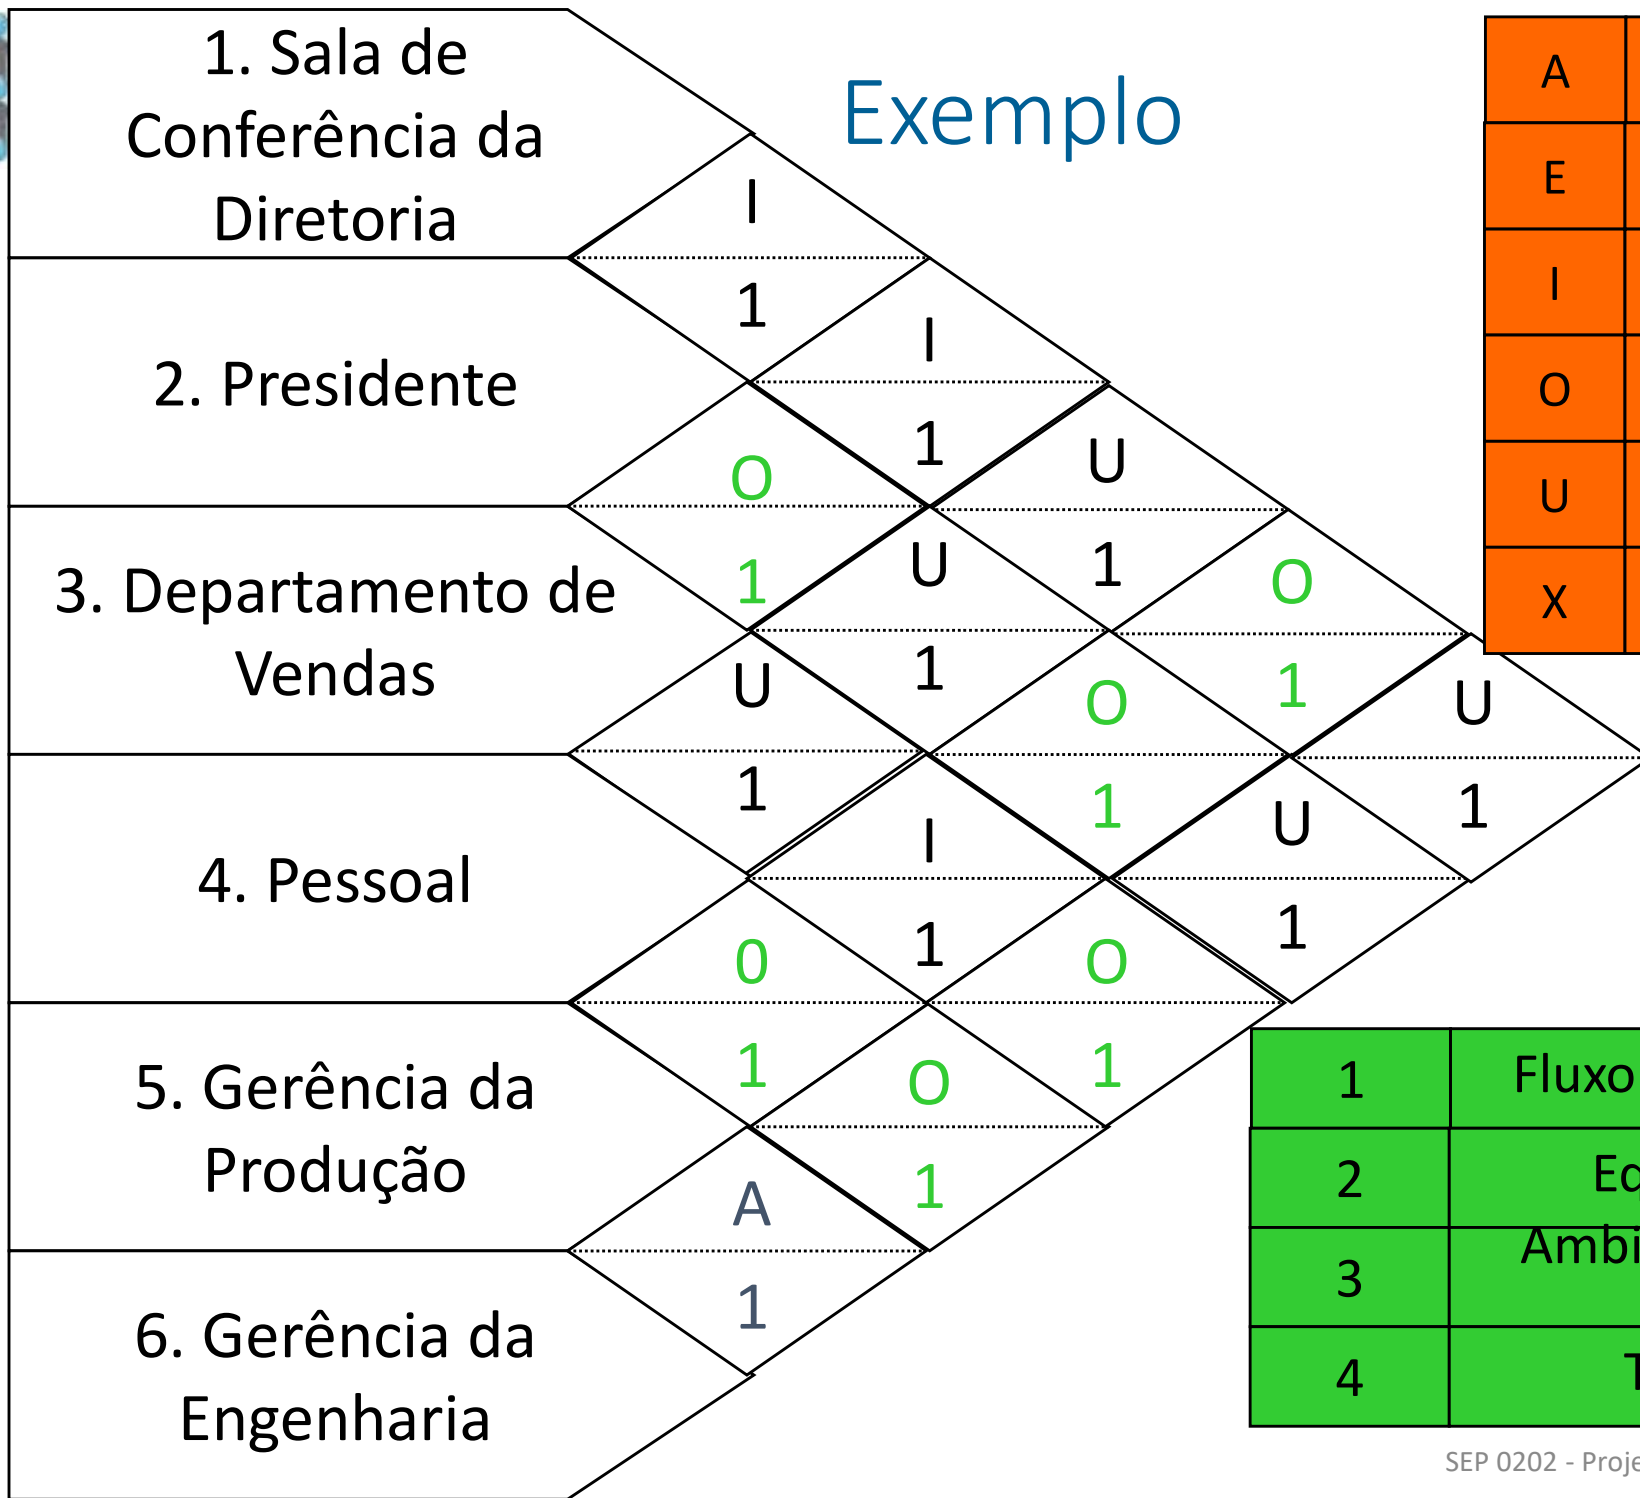 Exemplo
1. Sala de
Conferência da
Diretoria
2. Presidente
3. Departamento de
Vendas
4. Pessoal
5. Gerência da
Produção
6. Gerência da
Engenharia
I
1
I
1
U
1
O
1
U
1
O
1
U
1
O
1
U
1
U
1
I
1
O
1
0
1
O
1
A
1
A
E
I
O
U
X
1 Fluxo
2
3
4
SEP 0202 -